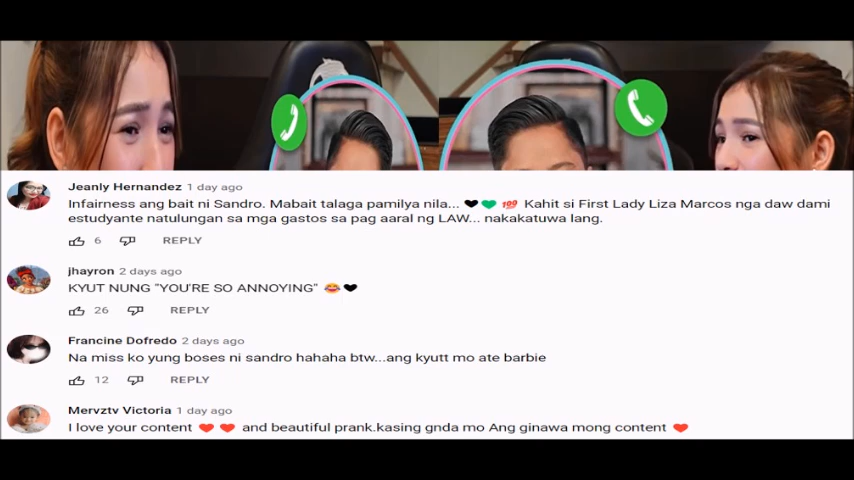 Jeanly Hernandez 1 day ago
Infairness ang bait ni Sandro. Mabait talaga pamilya nila... 🖤💚 💯 Kahit si First Lady Liza Marcos nga daw dami
estudyante natulungan sa mga gastos sa pag aaral ng LAW... nakakatuwa lang.
6 REPLY
jhayron 2 days ago
KYUT NUNG "YOU'RE SO ANNOYING" 😂🖤
26 REPLY
Francine Dofredo 2 days ago
Na miss ko yung boses ni sandro hahaha btw...ang kyutt mo ate barbie
12 REPLY
Mervztv Victoria 1 day ago
I love your content ❤️ ❤️ and beautiful prank.kasing gnda mo Ang ginawa mong content ❤️